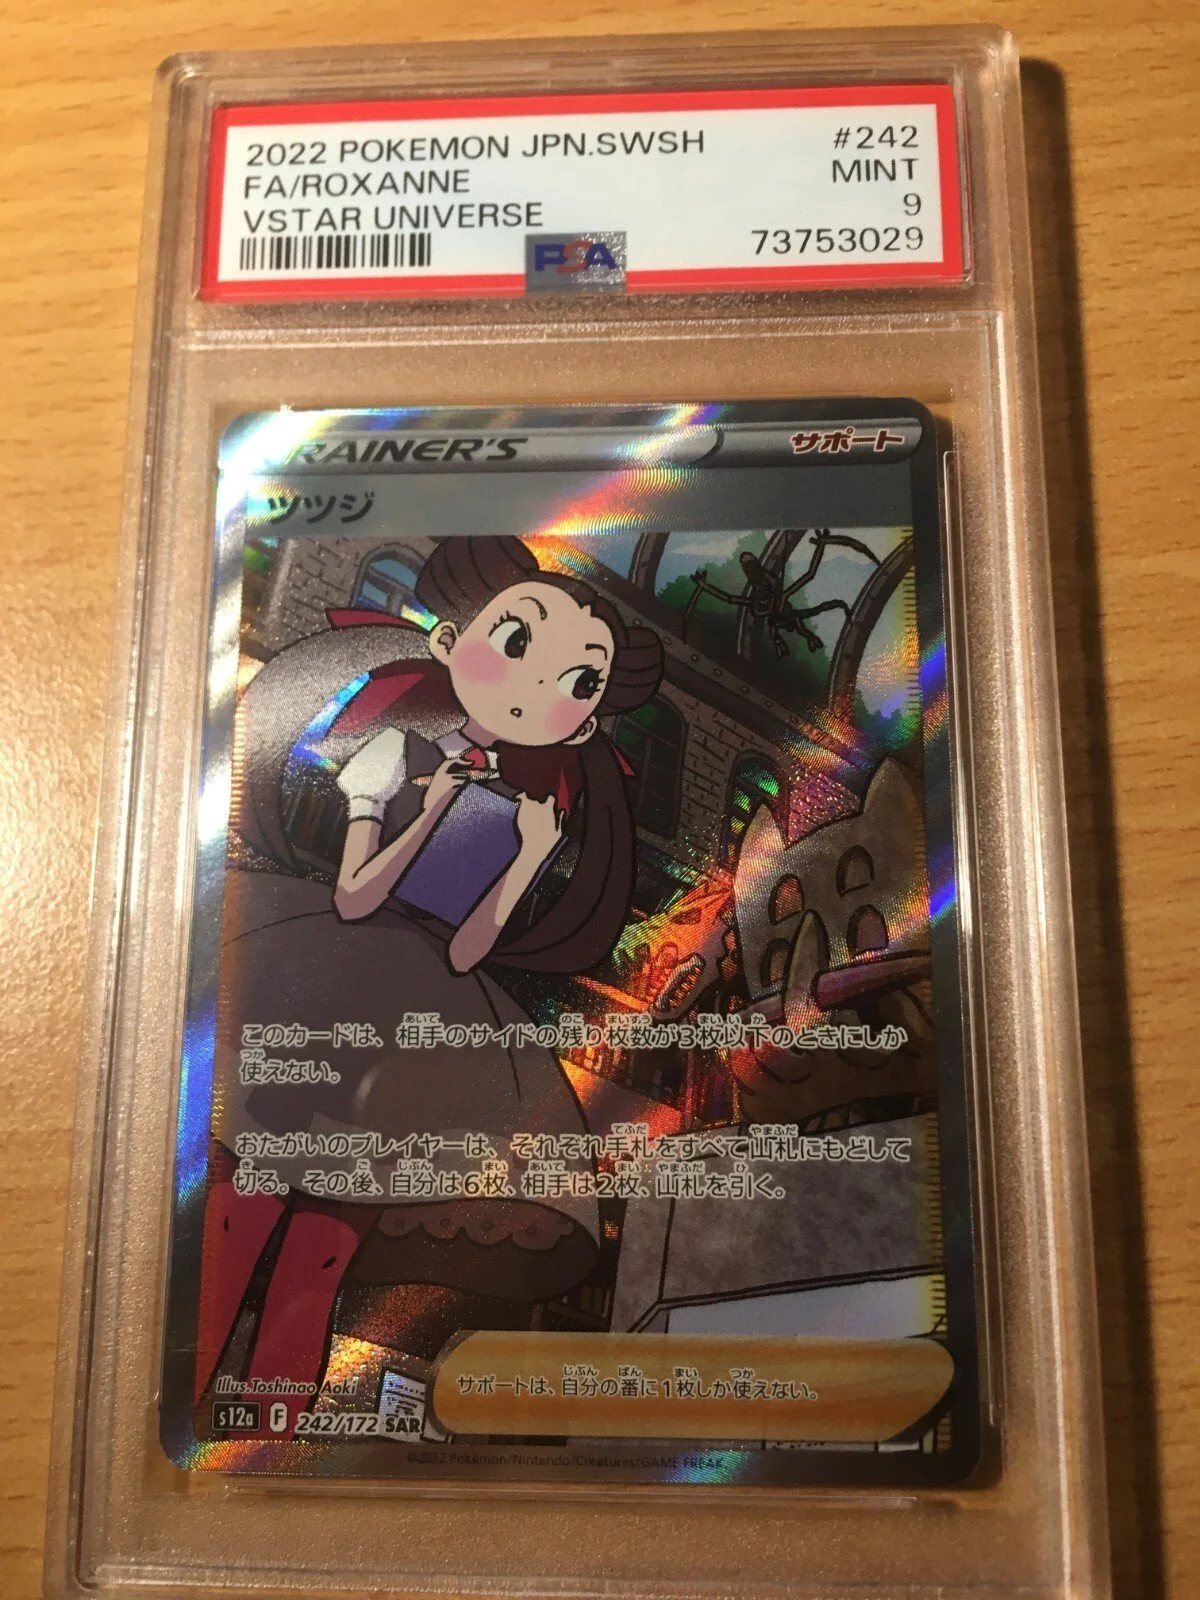 2022 POKEMON JPN.SWSH #242
FA/ROXANNE MINT
VSTAR UNIVERSE 9
PSA 73753029
TRAINER'S サポート
ツツジ
このカードは、相手のサイドの残り枚数が3枚以下のときにしか
使えない。
おたがいのプレイヤーは、それぞれ手札をすべて山札にもどして
切る。その後、自分は6枚、相手は2枚、山札を引く。
サポートは、自分の番に1枚しか使えない。
Illus. Toshinao Aoki
s12a F 242/172 SAR
©2022 Pokémon/Nintendo/Creatures/GAME FREAK